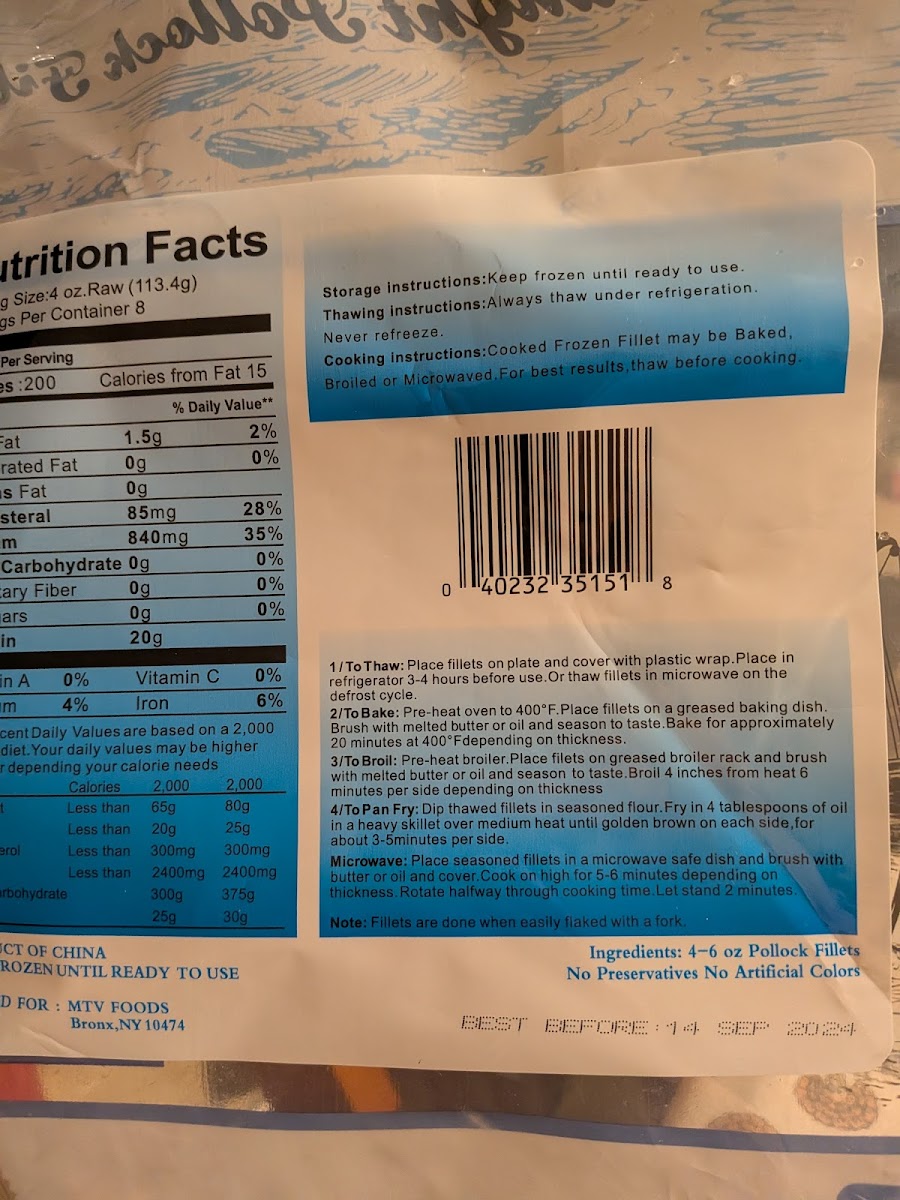 Pollock
utrition Facts
g Size:4 oz.Raw (113.4g)
gs Per Container 8
Per Serving
es :200 Calories from Fat 15
% Daily Value**
Fat 1.5g 2%
rated Fat 0g 0%
s Fat 0g
steral 85mg 28%
m 840mg 35%
Carbohydrate 0g 0%
tary Fiber 0g 0%
ars 0g 0%
in 20g
in A 0% Vitamin C 0%
m 4% Iron 6%
cent Daily Values are based on a 2,000
diet.Your daily values may be higher
r depending your calorie needs
Calories 2,000 2,000
t Less than 65g 80g
Less than 20g 25g
erol Less than 300mg 300mg
Less than 2400mg 2400mg
arbohydrate 300g 375g
25g 30g
UCT OF CHINA
ROZEN UNTIL READY TO USE
D FOR : MTV FOODS
Bronx,NY 10474
Storage instructions:Keep frozen until ready to use.
Thawing instructions:Always thaw under refrigeration.
Never refreeze.
Cooking instructions:Cooked Frozen Fillet may be Baked,
Broiled or Microwaved.For best results,thaw before cooking.
0 40232 35151 8
1/To Thaw: Place fillets on plate and cover with plastic wrap.Place in
refrigerator 3-4 hours before use.Or thaw fillets in microwave on the
defrost cycle.
2/To Bake: Pre-heat oven to 400°F.Place fillets on a greased baking dish.
Brush with melted butter or oil and season to taste.Bake for approximately
20 minutes at 400°Fdepending on thickness.
3/To Broil: Pre-heat broiler.Place filets on greased broiler rack and brush
with melted butter or oil and season to taste.Broil 4 inches from heat 6
minutes per side depending on thickness
4/To Pan Fry: Dip thawed fillets in seasoned flour.Fry in 4 tablespoons of oil
in a heavy skillet over medium heat until golden brown on each side,for
about 3-5minutes per side.
Microwave: Place seasoned fillets in a microwave safe dish and brush with
butter or oil and cover.Cook on high for 5-6 minutes depending on
thickness.Rotate halfway through cooking time.Let stand 2 minutes.
Note: Fillets are done when easily flaked with a fork.
Ingredients: 4-6 oz Pollock Fillets
No Preservatives No Artificial Colors
BEST BEFORE:14 SEP 2024